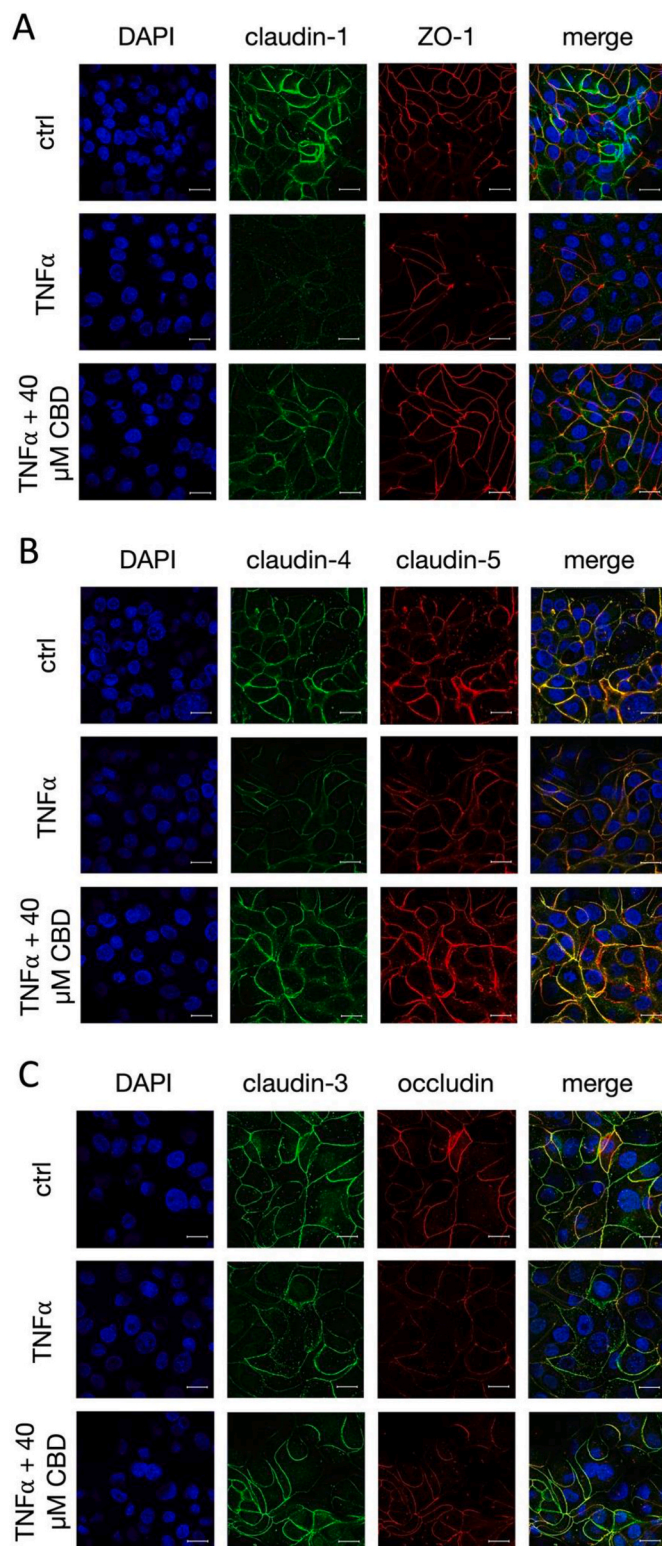 A
DAPI claudin-1 ZO-1 merge
ctrl
TNFα
TNFα + 40
µM CBD
B
DAPI claudin-4 claudin-5 merge
ctrl
TNFα
TNFα + 40
µM CBD
C
DAPI claudin-3 occludin merge
ctrl
TNFα
TNFα + 40
µM CBD